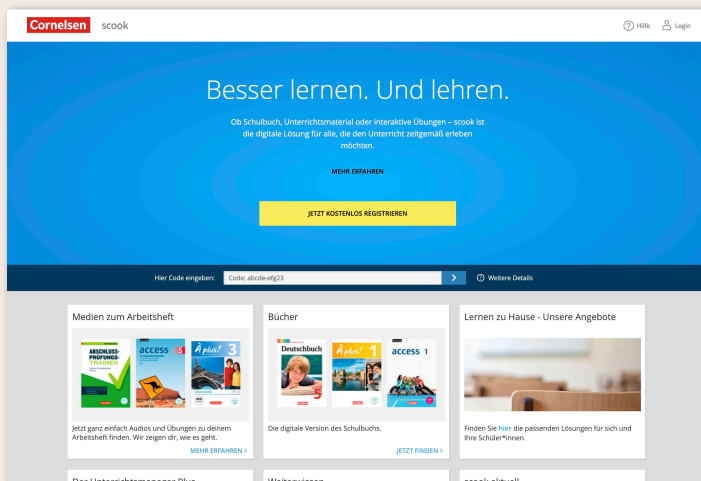 Cornelsen scook
Hilfe Login
Besser lernen. Und lehren.
Ob Schulbuch, Unterrichtsmaterial oder interaktive Übungen – scook ist
die digitale Lösung für alle, die den Unterricht zeitgemäß erleben
möchten.
MEHR ERFAHREN
JETZT KOSTENLOS REGISTRIEREN
Hier Code eingeben: Code: abcde-efg23 Weitere Details
Medien zum Arbeitsheft
ABSCHLUSS-
PRÜFUNGS-
TRAINER
access 5
À plus! 3
Jetzt ganz einfach Audios und Übungen zu deinem
Arbeitsheft finden. Wir zeigen dir, wie es geht.
MEHR ERFAHREN >
Bücher
Deutschbuch 5
À plus! 1
access 1
Die digitale Version des Schulbuchs.
JETZT FINDEN >
Lernen zu Hause - Unsere Angebote
Finden Sie hier die passenden Lösungen für sich und
Ihre Schüler*innen.